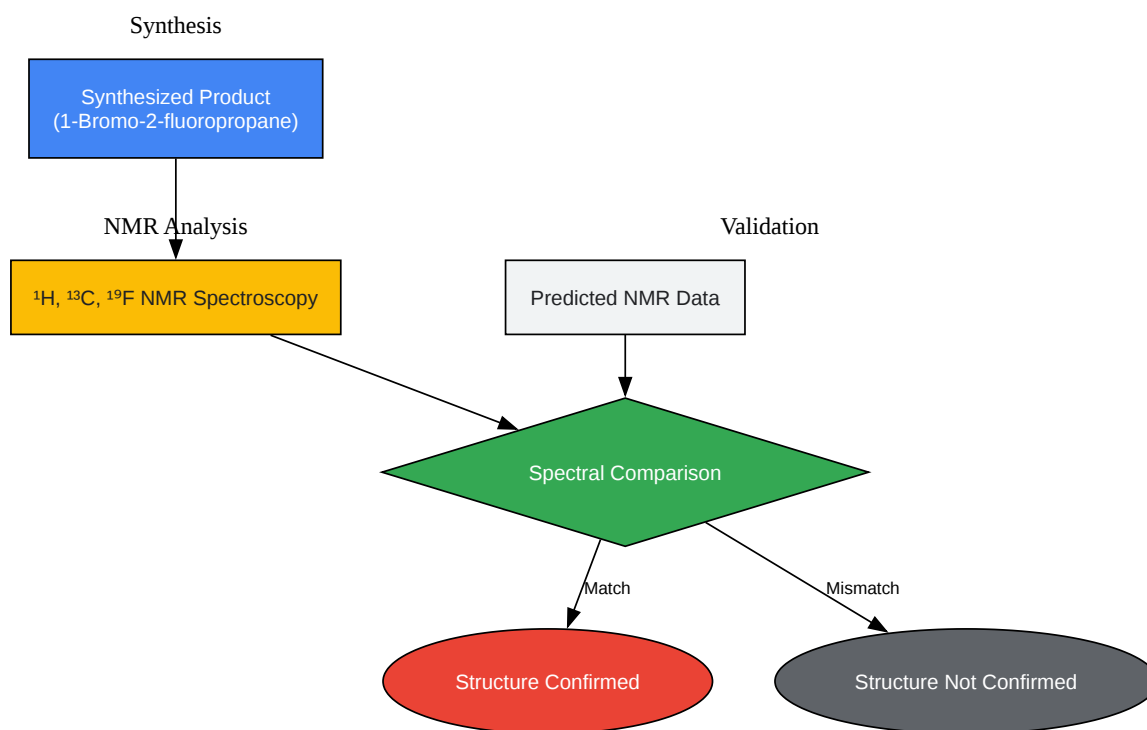 Synthesis
Synthesized Product
(1-Bromo-2-fluoropropane)
NMR Analysis
Validation
¹H, ¹³C, ¹⁹F NMR Spectroscopy
Predicted NMR Data
Spectral Comparison
Match
Mismatch
Structure Confirmed
Structure Not Confirmed